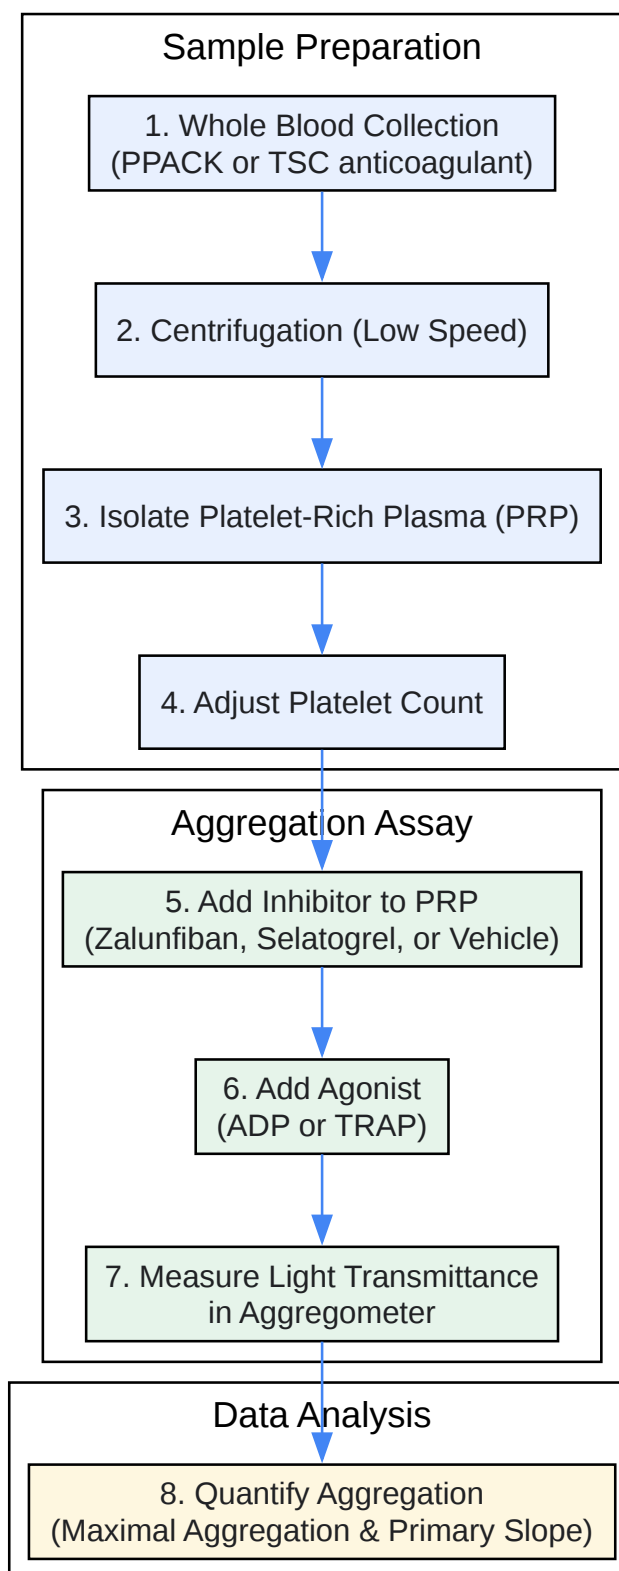 Sample Preparation
1. Whole Blood Collection
(PPACK or TSC anticoagulant)
2. Centrifugation (Low Speed)
3. Isolate Platelet-Rich Plasma (PRP)
4. Adjust Platelet Count
Aggregation Assay
5. Add Inhibitor to PRP
(Zalunfiban, Selatogrel, or Vehicle)
6. Add Agonist
(ADP or TRAP)
7. Measure Light Transmittance
in Aggregometer
Data Analysis
8. Quantify Aggregation
(Maximal Aggregation & Primary Slope)